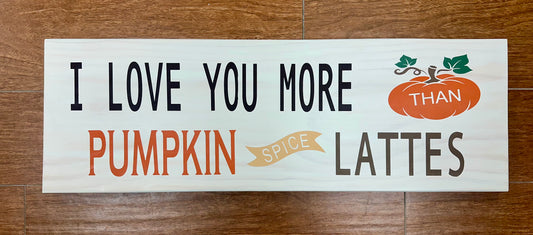 I LOVE YOU MORE THAN
PUMPKIN SPICE LATTES